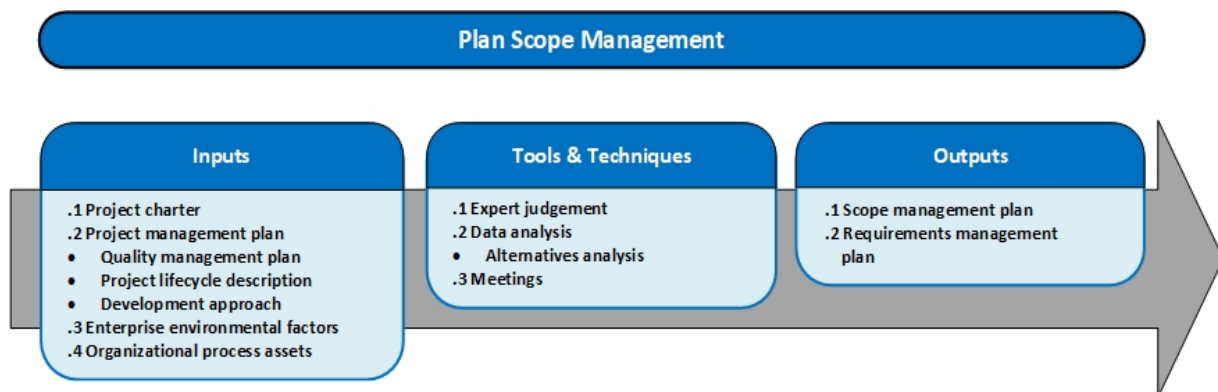 Plan Scope Management
Inputs
.1 Project charter
.2 Project management plan
• Quality management plan
• Project lifecycle description
• Development approach
.3 Enterprise environmental factors
.4 Organizational process assets
Tools & Techniques
.1 Expert judgement
.2 Data analysis
• Alternatives analysis
.3 Meetings
Outputs
.1 Scope management plan
.2 Requirements management
plan